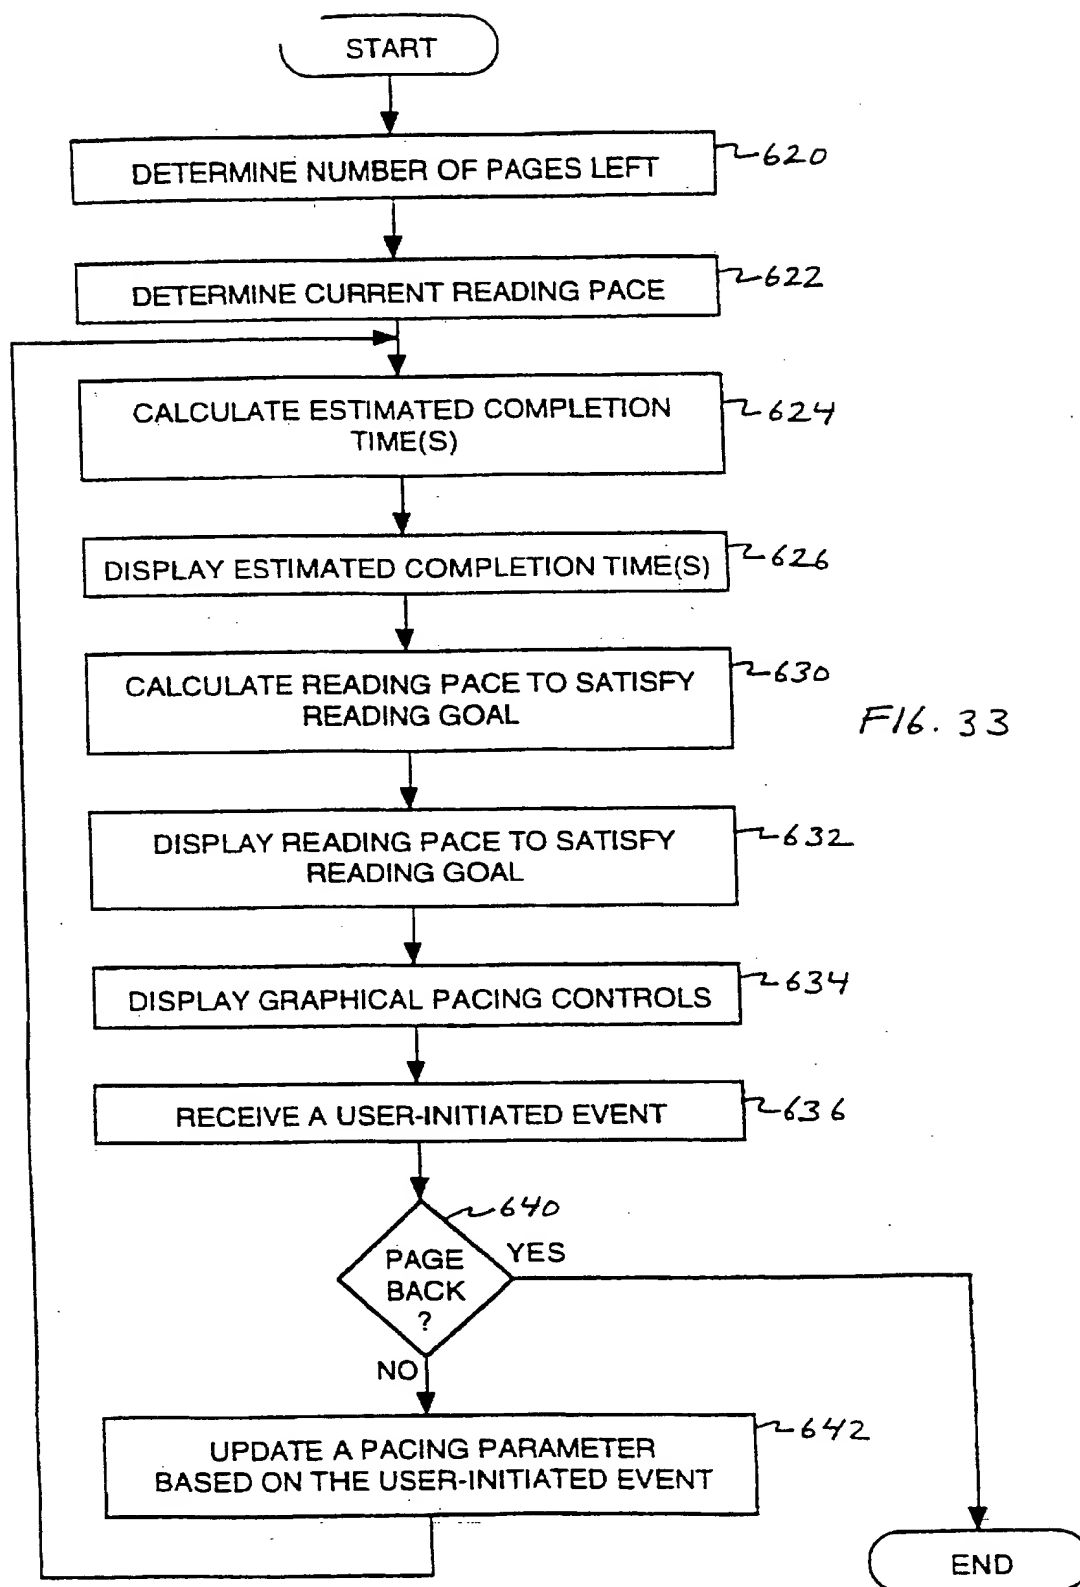 START
DETERMINE NUMBER OF PAGES LEFT
620
DETERMINE CURRENT READING PACE
622
CALCULATE ESTIMATED COMPLETION
TIME(S)
624
DISPLAY ESTIMATED COMPLETION TIME(S)
626
CALCULATE READING PACE TO SATISFY
READING GOAL
630
FIG. 33
DISPLAY READING PACE TO SATISFY
READING GOAL
632
DISPLAY GRAPHICAL PACING CONTROLS
634
RECEIVE A USER-INITIATED EVENT
636
640
PAGE
BACK
?
YES
NO
UPDATE A PACING PARAMETER
BASED ON THE USER-INITIATED EVENT
642
END